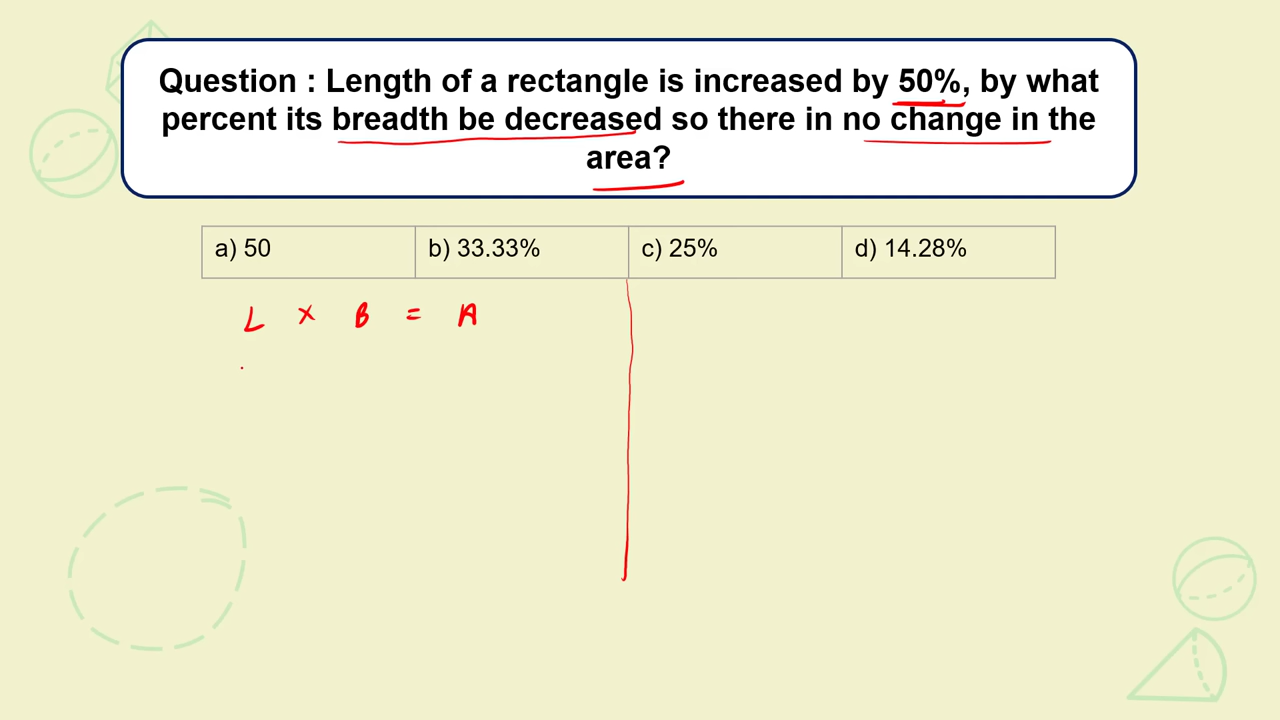 Question : Length of a rectangle is increased by 50%, by what
percent its breadth be decreased so there in no change in the
area?
a) 50 b) 33.33% c) 25% d) 14.28%
L × B = A